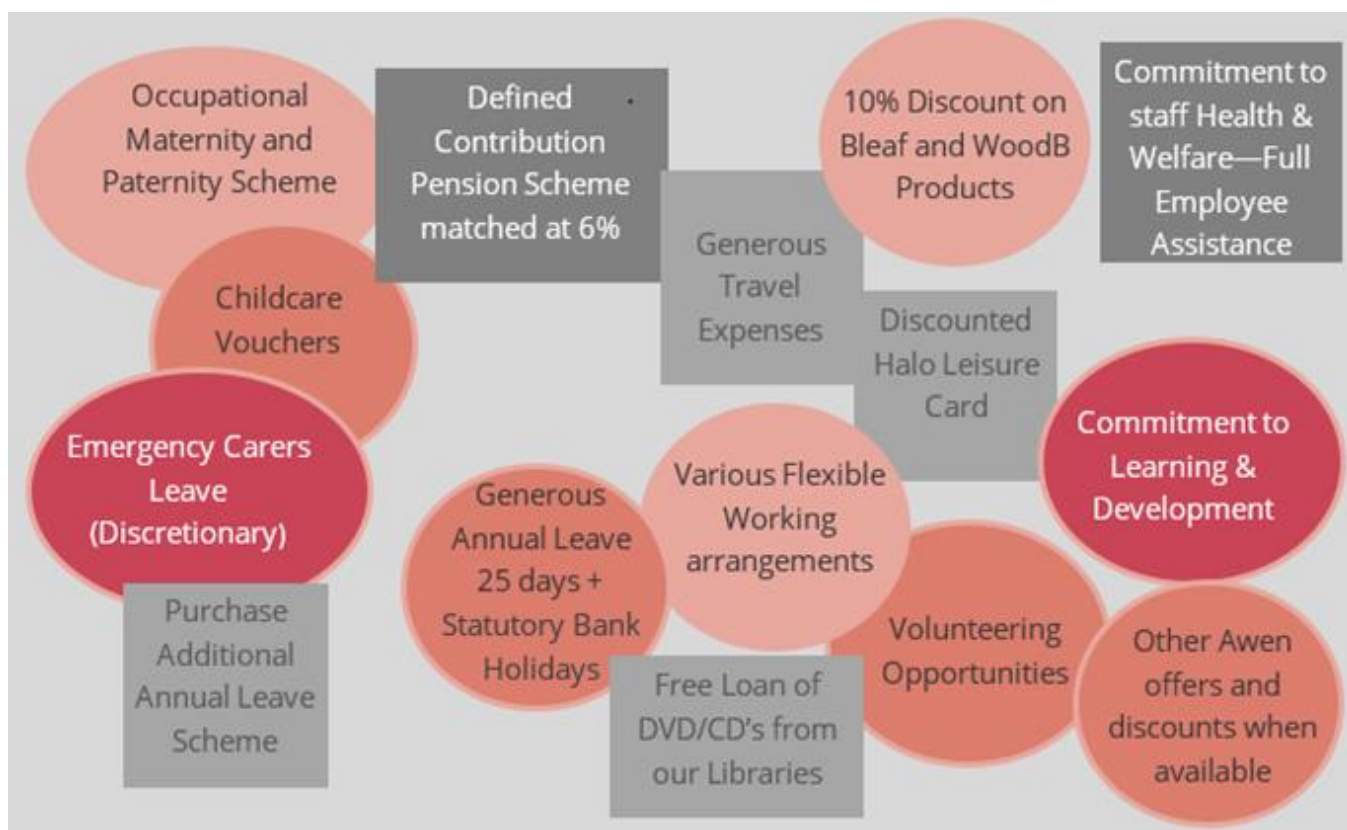 Occupational
Maternity and
Paternity Scheme
Defined
Contribution
Pension Scheme
matched at 6%
10% Discount on
Bleaf and WoodB
Products
Commitment to
staff Health &
Welfare—Full
Employee
Assistance
Generous
Travel
Expenses
Childcare
Vouchers
Discounted
Halo Leisure
Card
Emergency Carers
Leave
(Discretionary)
Generous
Annual Leave
25 days +
Statutory Bank
Holidays
Various Flexible
Working
arrangements
Commitment to
Learning &
Development
Purchase
Additional
Annual Leave
Scheme
Free Loan of
DVD/CD's from
our Libraries
Volunteering
Opportunities
Other Awen
offers and
discounts when
available